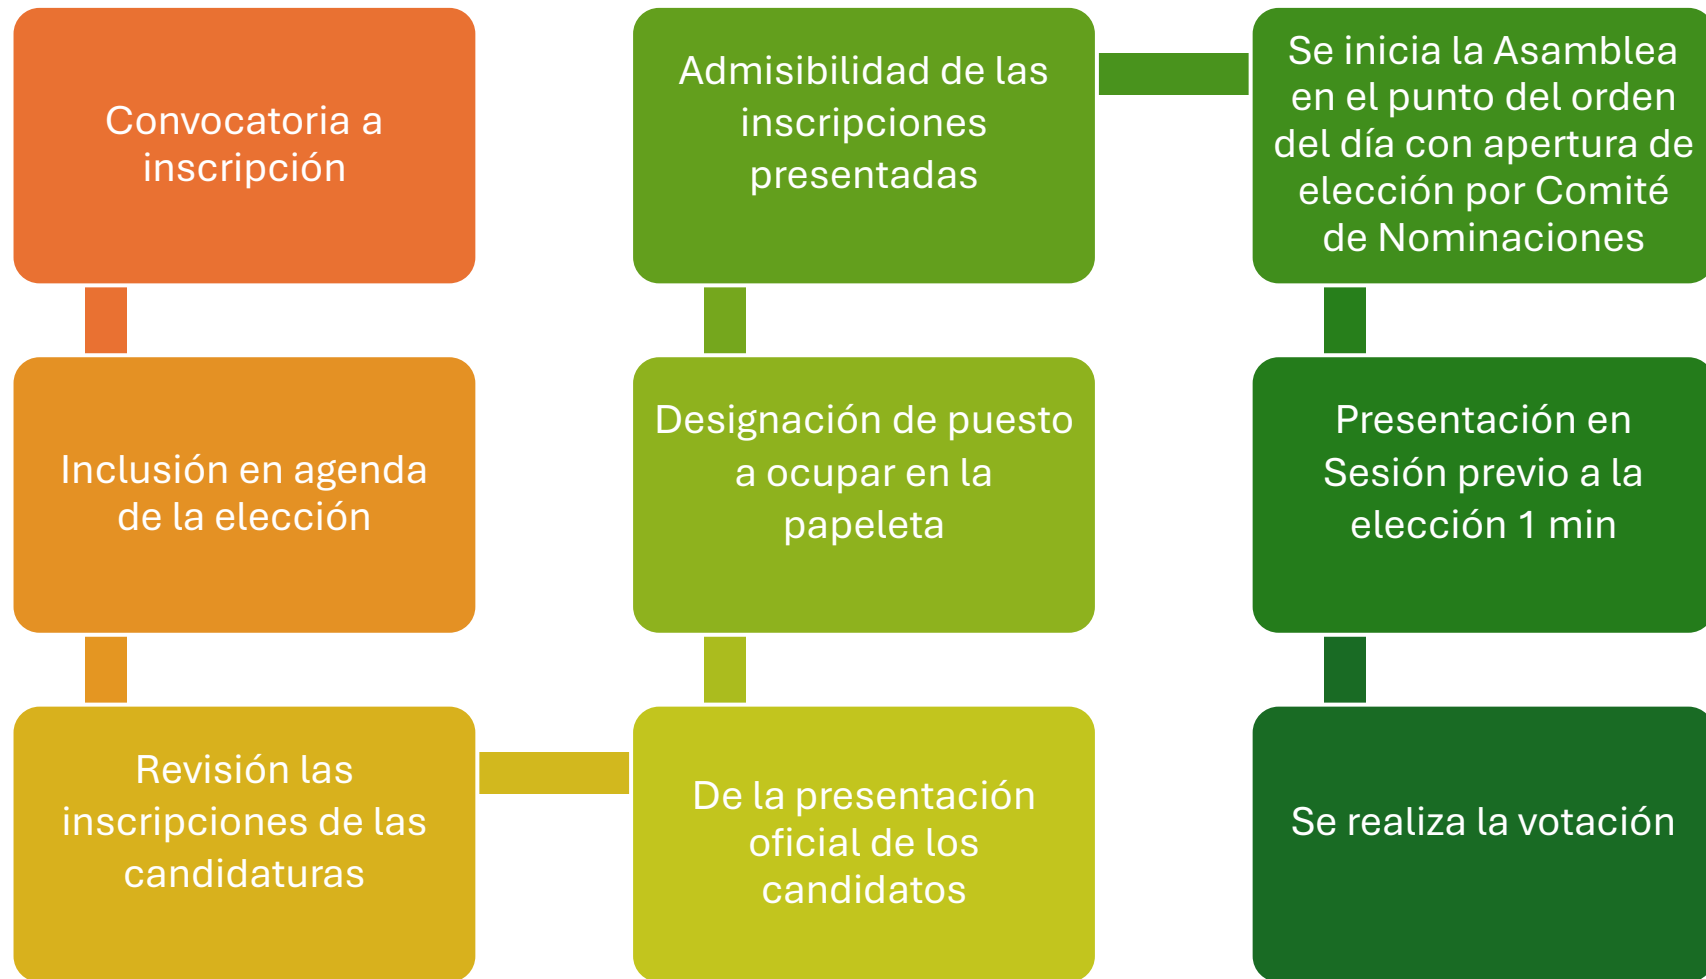 Convocatoria a
inscripción
Inclusión en agenda
de la elección
Revisión las
inscripciones de las
candidaturas
De la presentación
oficial de los
candidatos
Designación de puesto
a ocupar en la
papeleta
Admisibilidad de las
inscripciones
presentadas
Se inicia la Asamblea
en el punto del orden
del día con apertura de
elección por Comité
de Nominaciones
Presentación en
Sesión previo a la
elección 1 min
Se realiza la votación